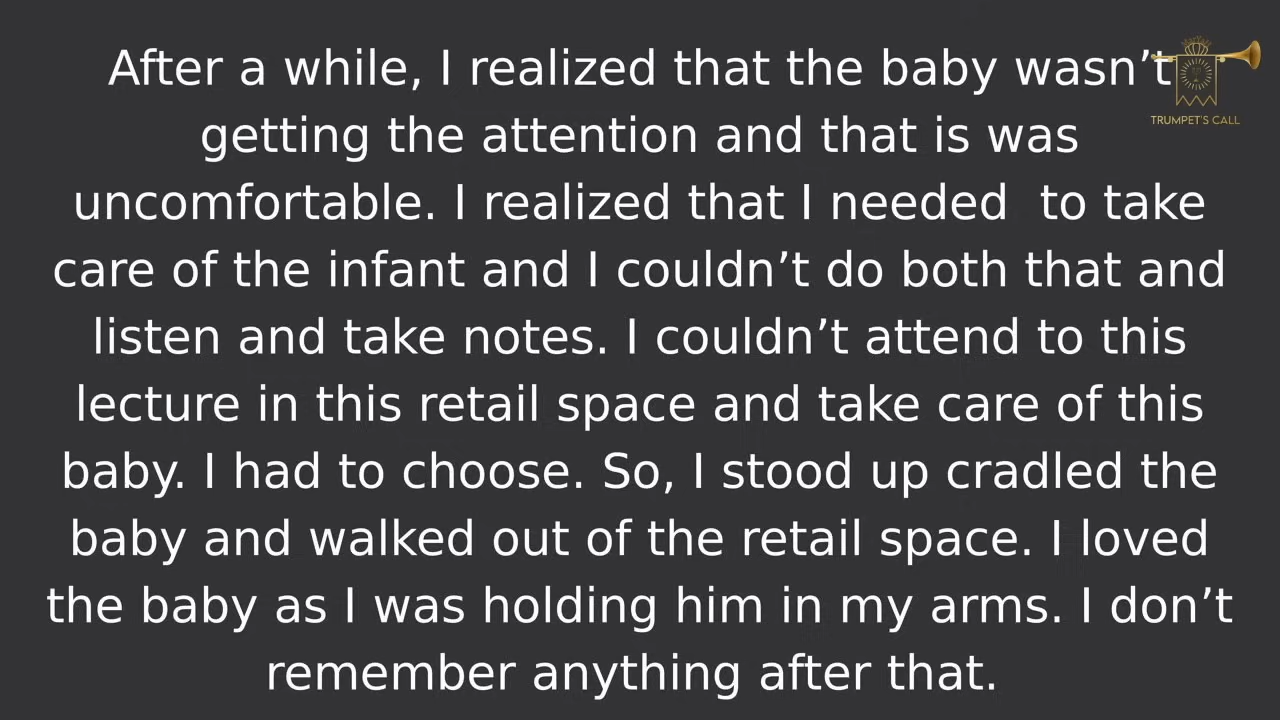 After a while, I realized that the baby wasn’t
getting the attention and that is was
uncomfortable. I realized that I needed  to take
care of the infant and I couldn’t do both that and
listen and take notes. I couldn’t attend to this
lecture in this retail space and take care of this
baby. I had to choose. So, I stood up cradled the
baby and walked out of the retail space. I loved
the baby as I was holding him in my arms. I don’t
remember anything after that.
TRUMPET'S CALL